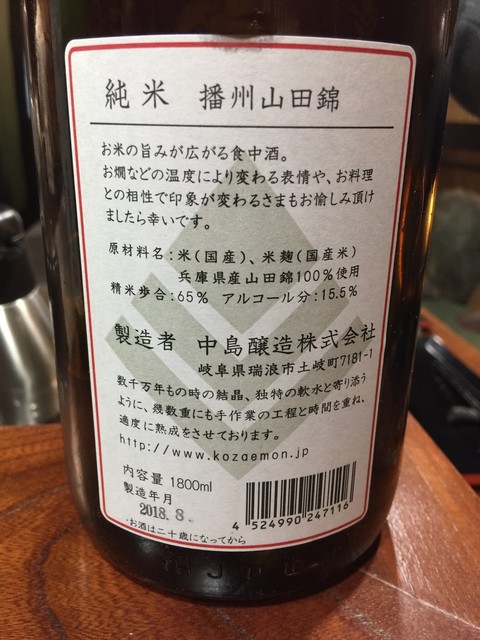 純米 播州山田錦
お米の旨みが広がる食中酒。
お燗などの温度により変わる表情や、お料理
との相性で印象が変わるさまもお愉しみ頂け
ましたら幸いです。
原材料名：米（国産）、米麹（国産米）
兵庫県産山田錦100％使用
精米歩合：65％ アルコール分：15.5％
製造者 中島醸造株式会社
岐阜県瑞浪市土岐町7181-1
数千万年もの時の結晶、独特の軟水と寄り添う
ように、幾数重にも手作業の工程と時間を重ね、
適度に熟成をさせております。
http://www.kozaemon.jp/
内容量 1800ml
製造年月
2018.8
4 524990 247116
・お酒は二十歳になってから